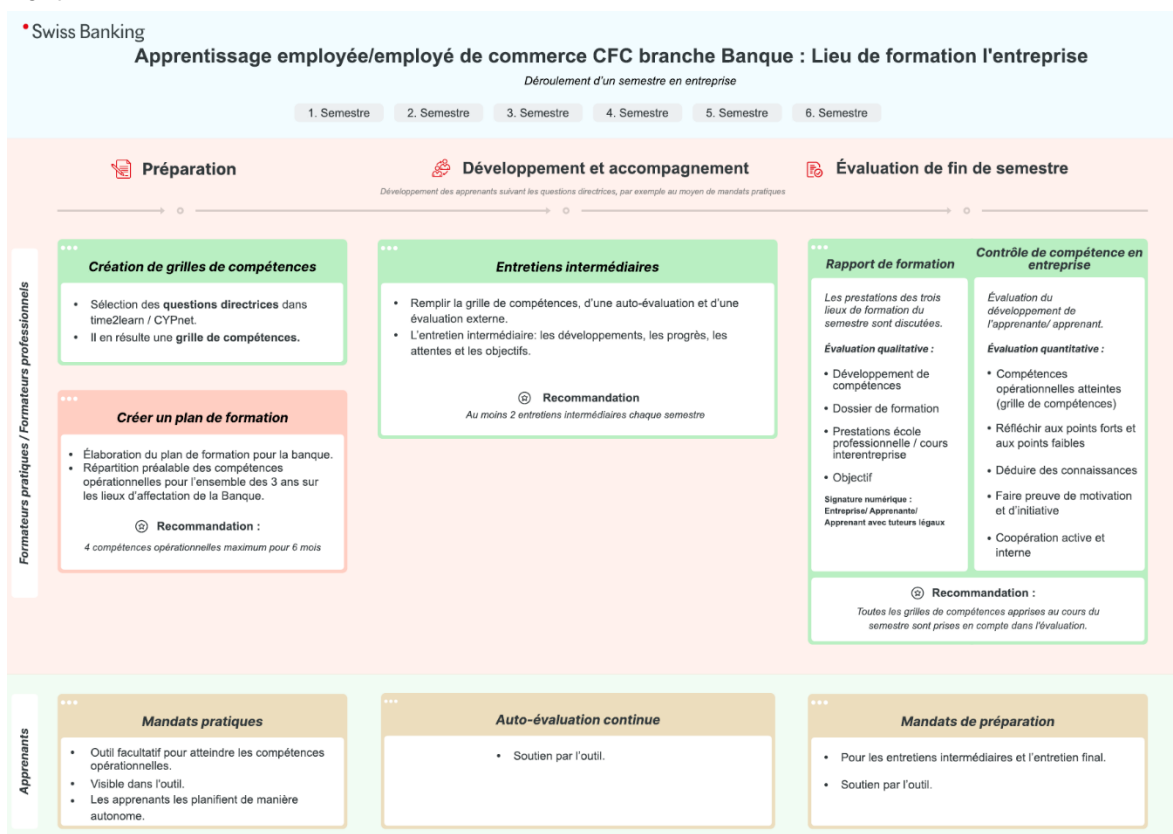 Swiss Banking
Apprentissage employée/employé de commerce CFC branche Banque : Lieu de formation l'entreprise
Déroulement d'un semestre en entreprise
1. Semestre
2. Semestre
3. Semestre
4. Semestre
5. Semestre
6. Semestre
Préparation
Développement et accompagnement
Développement des apprenants suivant les questions directrices, par exemple au moyen de mandats pratiques
Évaluation de fin de semestre
Formateurs pratiques / Formateurs professionnels
Création de grilles de compétences
• Sélection des questions directrices dans
time2learn / CYPnet.
• Il en résulte une grille de compétences.
Créer un plan de formation
• Élaboration du plan de formation pour la banque.
• Répartition préalable des compétences
opérationnelles pour l'ensemble des 3 ans sur
les lieux d'affectation de la Banque.
Recommandation :
4 compétences opérationnelles maximum pour 6 mois
Entretiens intermédiaires
• Remplir la grille de compétences, d'une auto-évaluation et d'une
évaluation externe.
• L'entretien intermédiaire: les développements, les progrès, les
attentes et les objectifs.
Recommandation
Au moins 2 entretiens intermédiaires chaque semestre
Rapport de formation
Les prestations des trois
lieux de formation du
semestre sont discutées.
Évaluation qualitative :
• Développement de
compétences
• Dossier de formation
• Prestations école
professionnelle / cours
interentreprise
• Objectif
Signature numérique :
Entreprise/ Apprenante/
Apprenant avec tuteurs légaux
Contrôle de compétence en
entreprise
Évaluation du
développement de
l'apprenante/ apprenant.
Évaluation quantitative :
• Compétences
opérationnelles atteintes
(grille de compétences)
• Réfléchir aux points forts et
aux points faibles
• Déduire des connaissances
• Faire preuve de motivation
et d'initiative
• Coopération active et
interne
Recommandation :
Toutes les grilles de compétences apprises au cours du
semestre sont prises en compte dans l'évaluation.
Apprenants
Mandats pratiques
• Outil facultatif pour atteindre les compétences
opérationnelles.
• Visible dans l'outil.
• Les apprenants les planifient de manière
autonome.
Auto-évaluation continue
• Soutien par l'outil.
Mandats de préparation
• Pour les entretiens intermédiaires et l'entretien final.
• Soutien par l'outil.